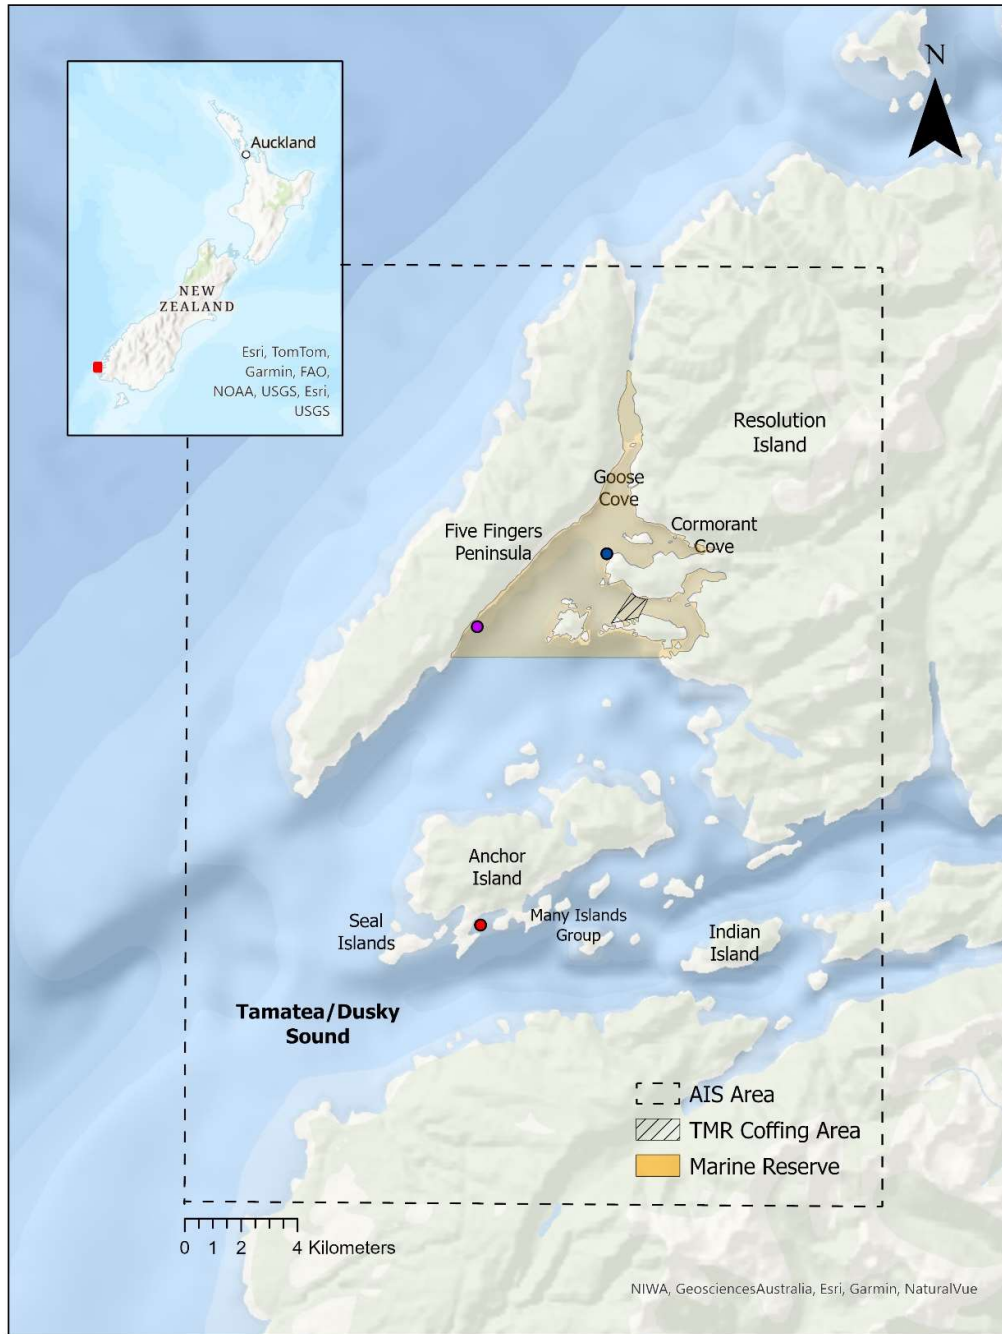 N
Auckland
NEW
ZEALAND
Esri, TomTom,
Garmin, FAO,
NOAA, USGS, Esri,
USGS
Resolution
Island
Goose
Cove
Cormorant
Cove
Five Fingers
Peninsula
Anchor
Island
Seal
Islands
Many Islands
Group
Indian
Island
Tamatea/Dusky
Sound
AIS Area
TMR Coffing Area
Marine Reserve
0 1 2 4 Kilometers
NIWA, GeosciencesAustralia, Esri, Garmin, NaturalVue